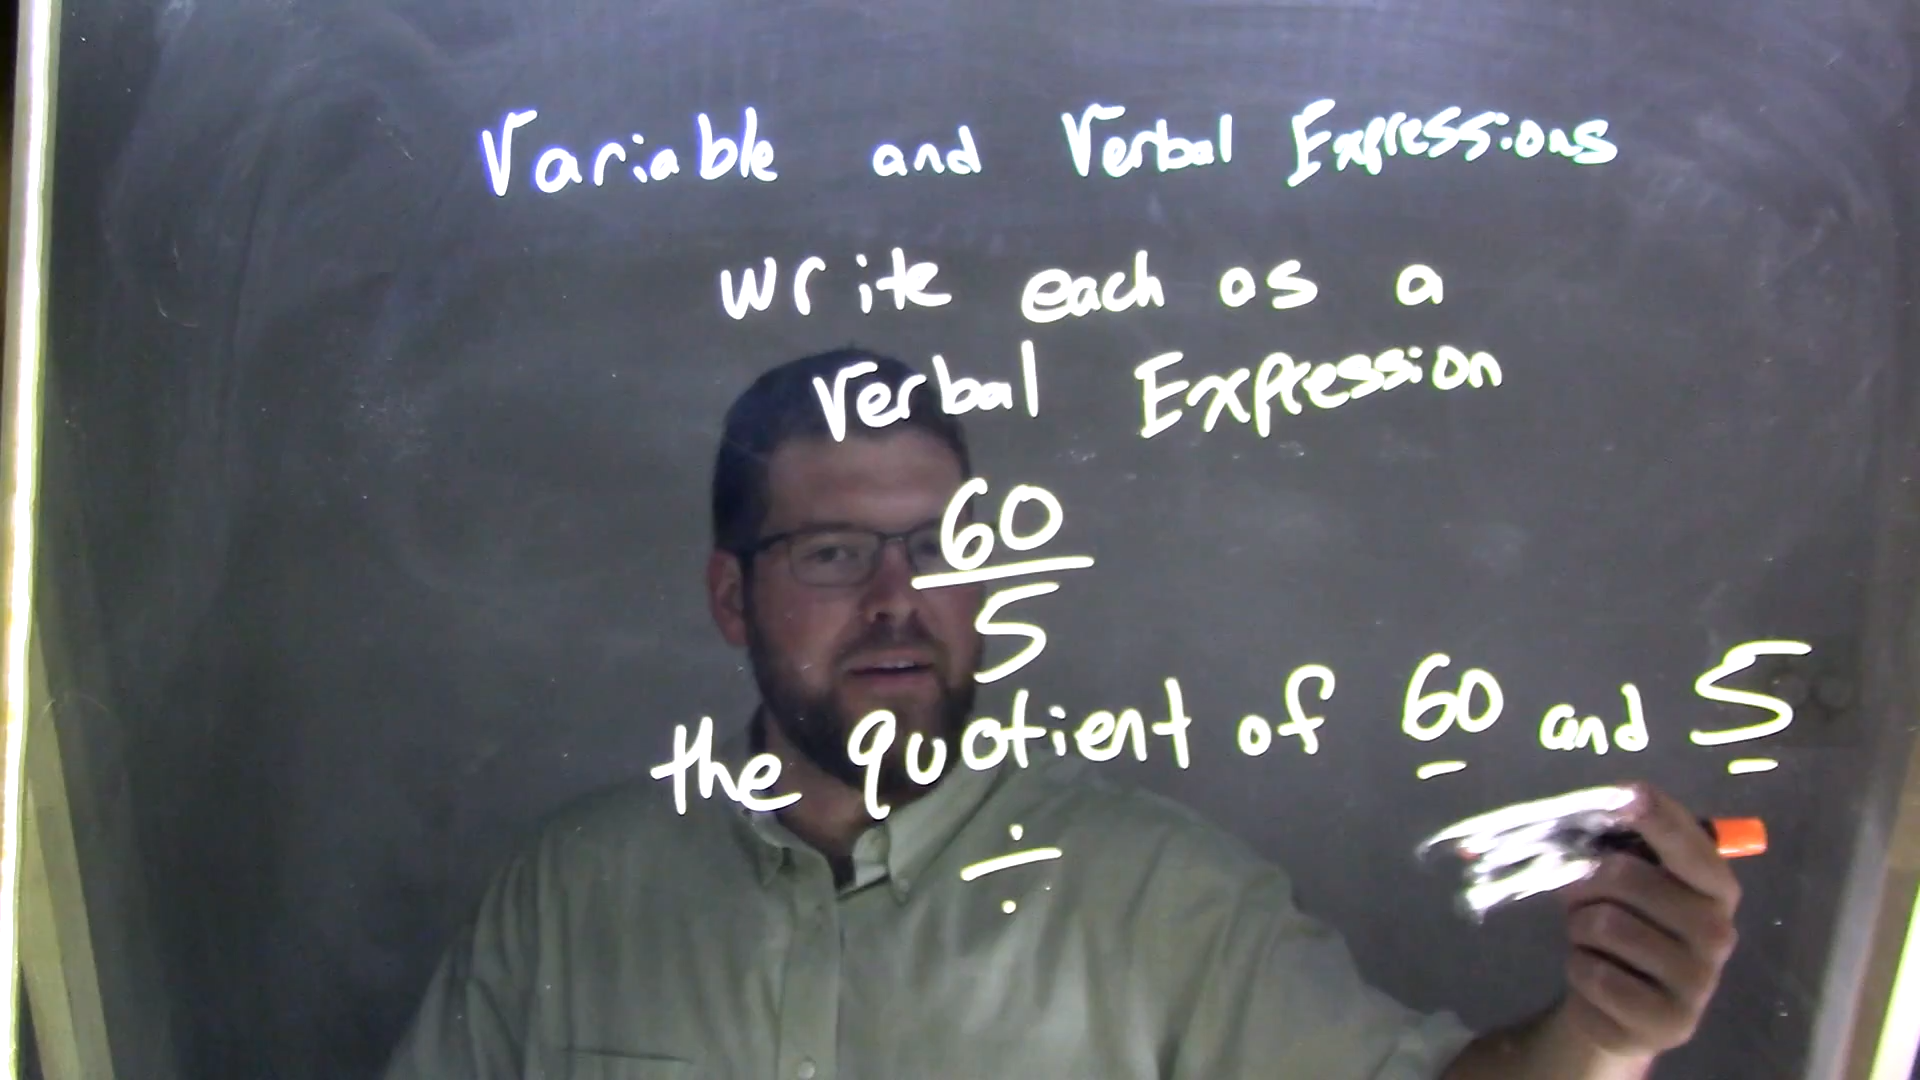 Variable and Verbal Expressions
Write each as a
Verbal Expression
60
5
the quotient of 60 and 5
÷